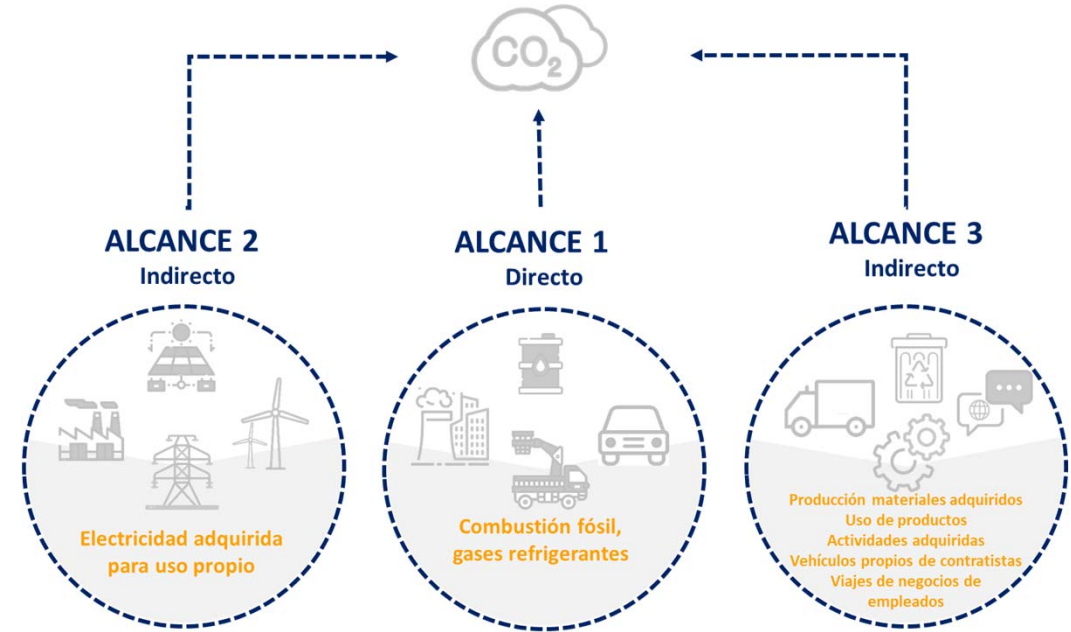 CO2
ALCANCE 2
Indirecto
Electricidad adquirida
para uso propio
ALCANCE 1
Directo
Combustión fósil,
gases refrigerantes
ALCANCE 3
Indirecto
Producción materiales adquiridos
Uso de productos
Actividades adquiridas
Vehículos propios de contratistas
Viajes de negocios de
empleados